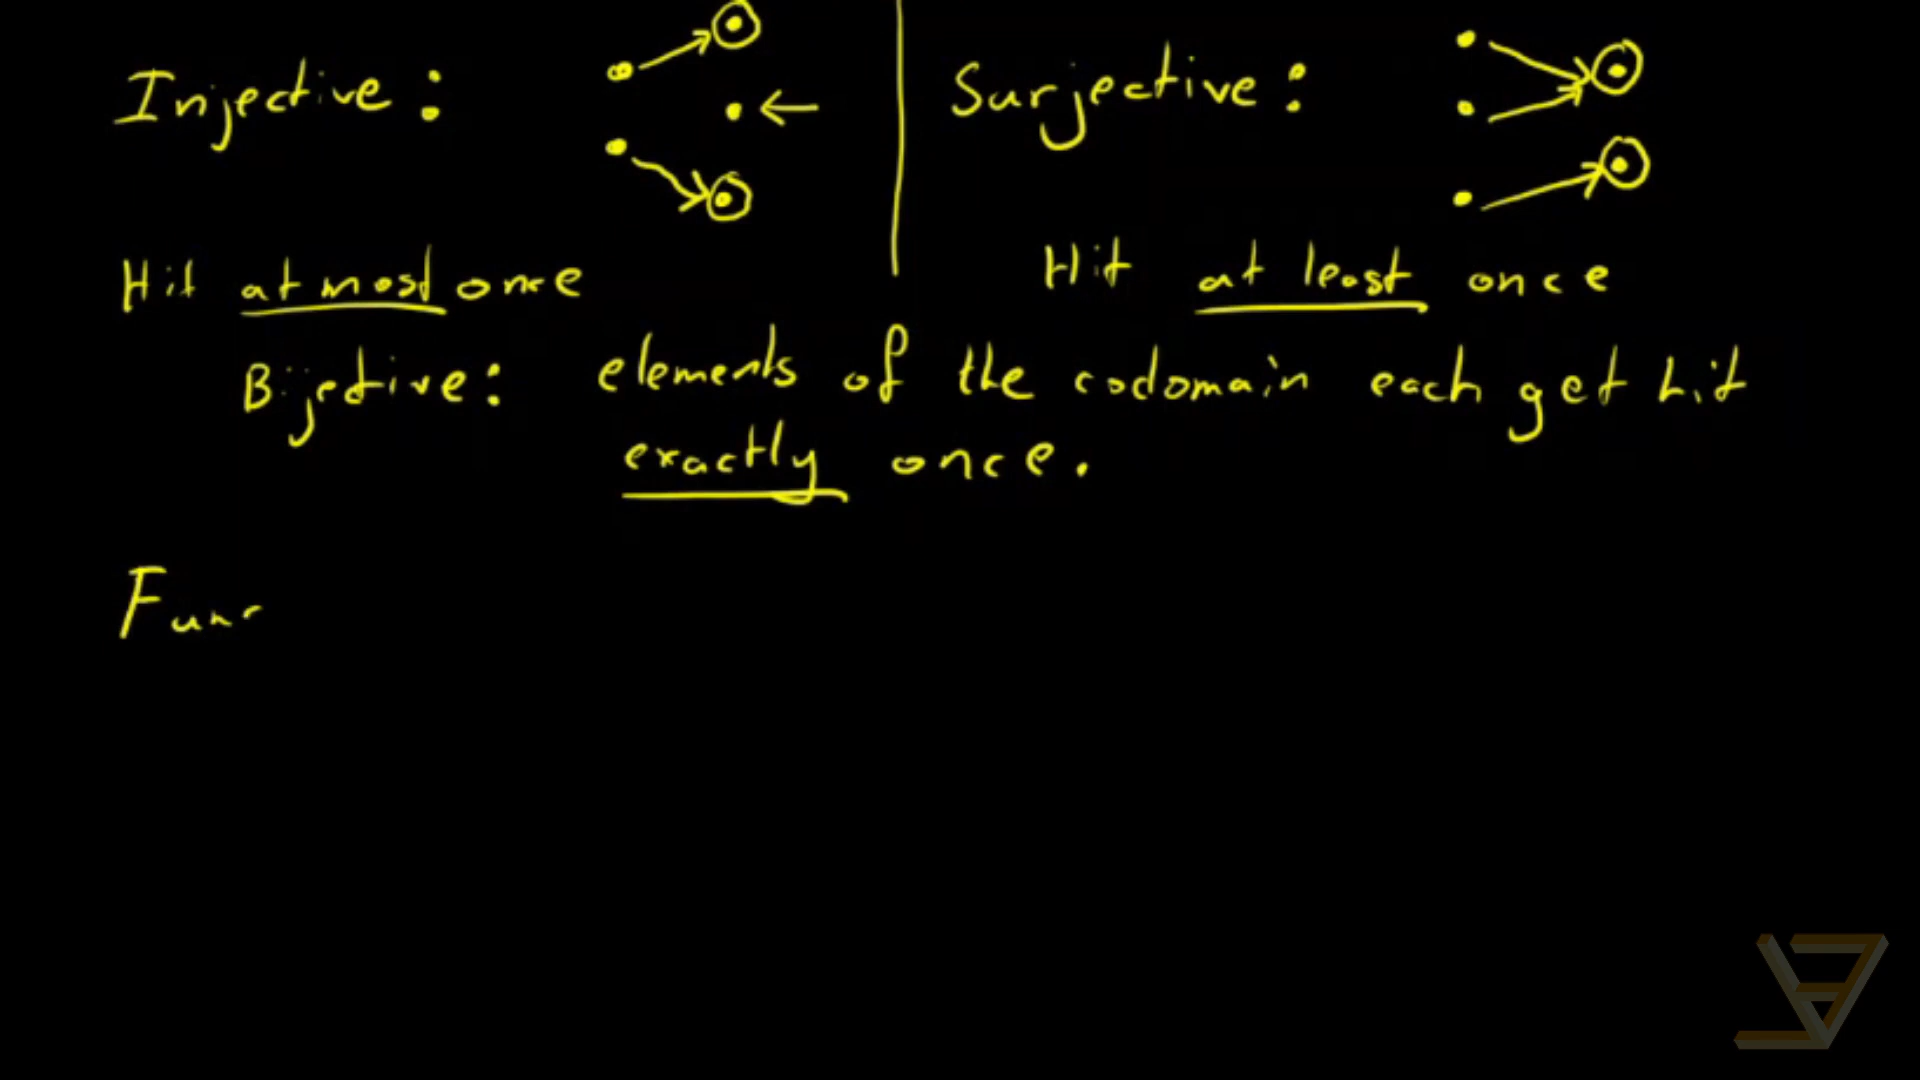 Injective:
Surjective:
Hit at most once
Hit at least once
Bijective: elements of the codomain each get hit
exactly once.
Func